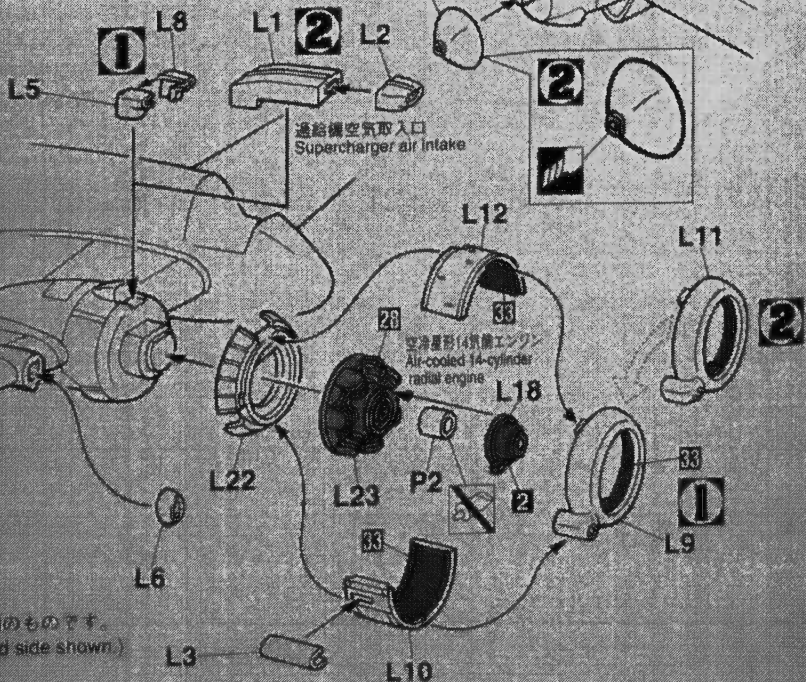 L8
1
L5
L1
2
L2
過給機空気取入口
Supercharger air intake
2
L12
33
L11
2
28
空冷星形14気筒エンジン
Air-cooled 14-cylinder
radial engine
L18
L22
L23
P2
2
33
1
L9
L6
33
のものです。
side shown.)
L3
L10